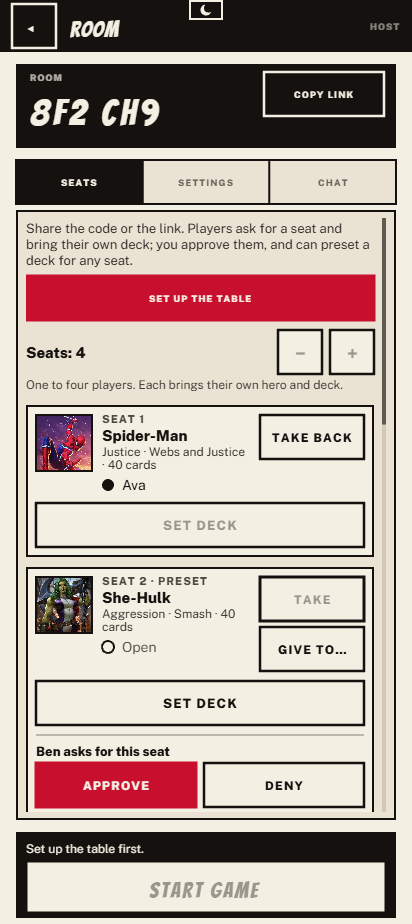 ROOM
HOST
ROOM
8F2 CH9
COPY LINK
SEATS
SETTINGS
CHAT
Share the code or the link. Players ask for a seat and
bring their own deck; you approve them, and can preset a
deck for any seat.
SET UP THE TABLE
Seats: 4
−
+
One to four players. Each brings their own hero and deck.
SEAT 1
Spider-Man
Justice · Webs and Justice
· 40 cards
Ava
TAKE BACK
SET DECK
SEAT 2 · PRESET
She-Hulk
Aggression · Smash · 40
cards
Open
TAKE
GIVE TO...
SET DECK
Ben asks for this seat
APPROVE
DENY
Set up the table first.
START GAME